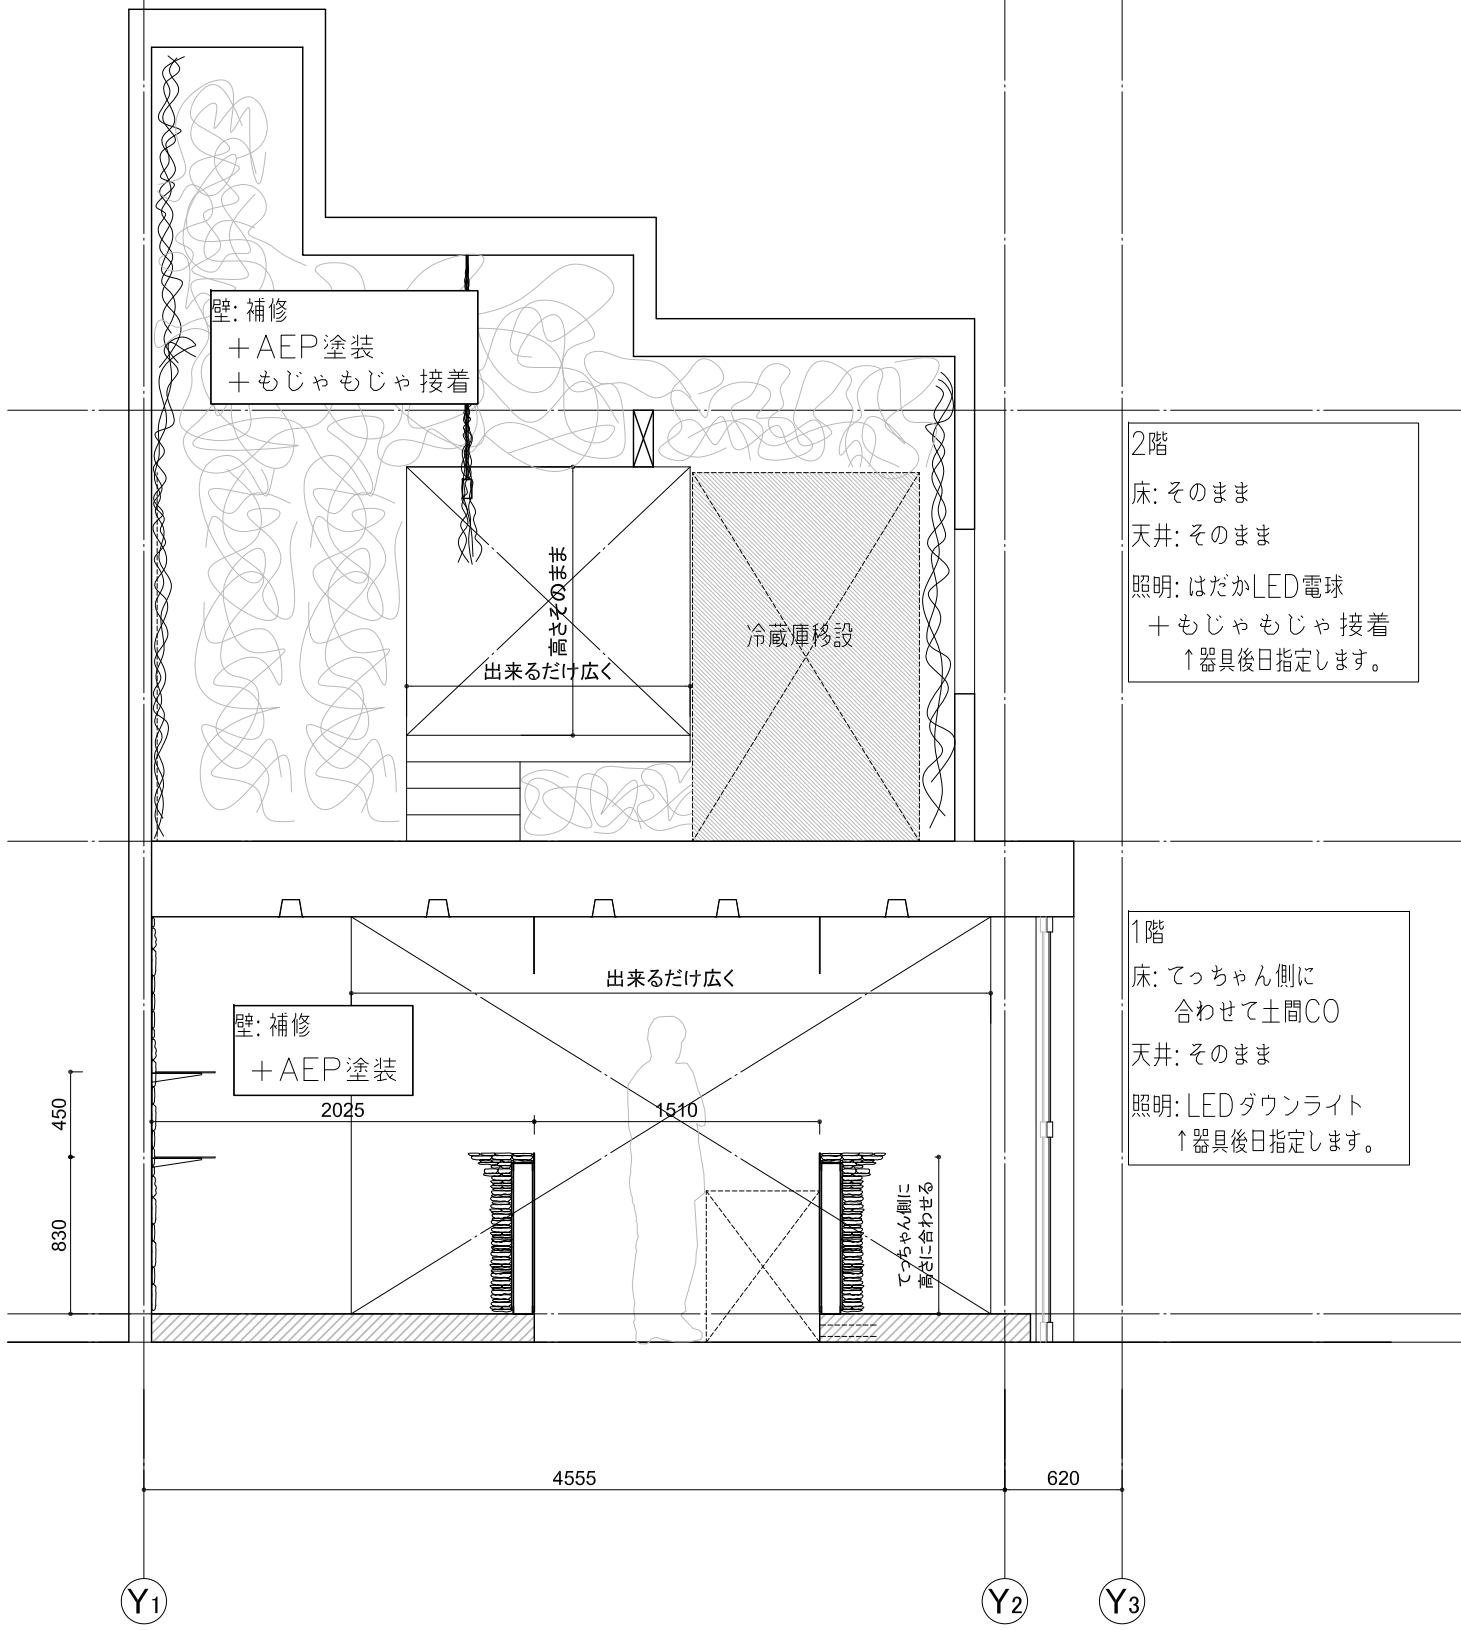 壁: 補修
＋AEP塗装
＋もじゃもじゃ接着
2階
床: そのまま
天井: そのまま
照明: はだかLED電球
＋もじゃもじゃ接着
↑器具後日指定します。
高さそのまま
出来るだけ広く
冷蔵庫移設
1階
床: てっちゃん側に
合わせて土間CO
天井: そのまま
照明: LEDダウンライト
↑器具後日指定します。
出来るだけ広く
壁: 補修
＋AEP塗装
2025
1510
450
830
てっちゃん側に
高さに合わせる
4555
620
Y1
Y2
Y3